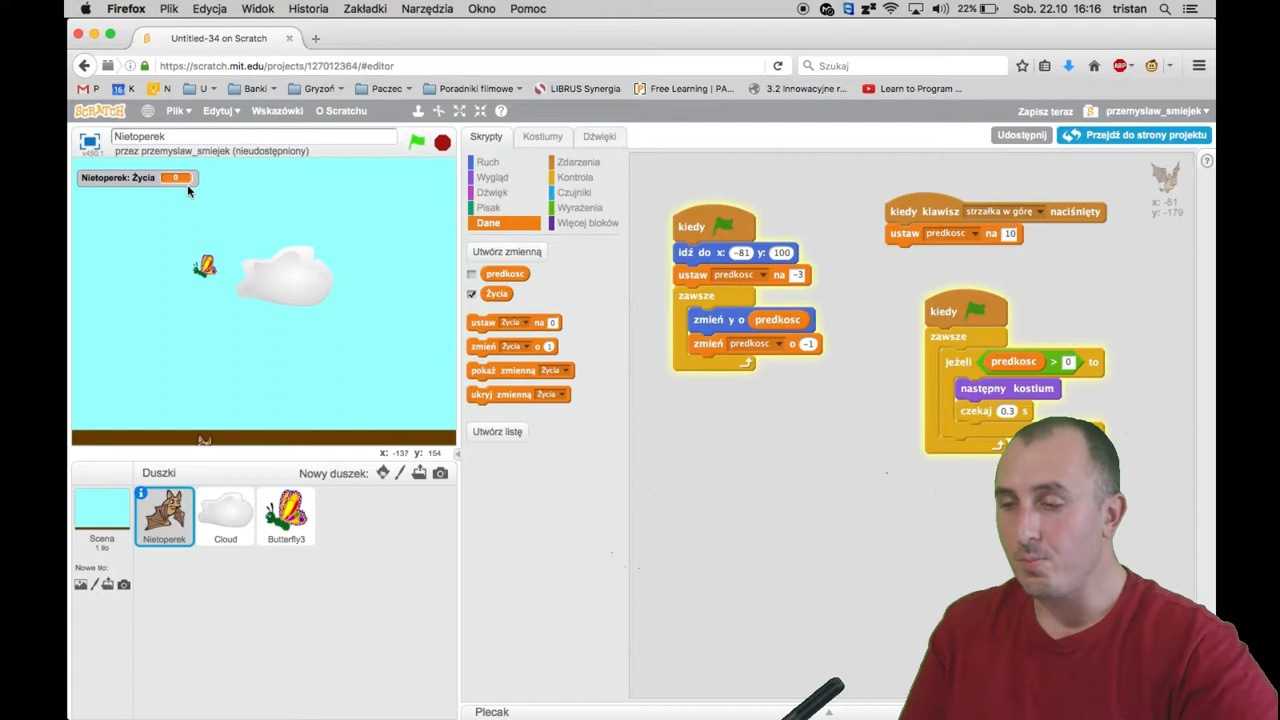 Firefox Plik Edycja Widok Historia Zakładki Narzędzia Okno Pomoc 22% Sob. 22.10 16:16 tristan
Untitled-34 on Scratch
https://scratch.mit.edu/projects/127012364/#editor Szukaj
P K N U Banki Gryzoń Paczec Poradniki filmowe LIBRUS Synergia Free Learning | PA... 3.2 Innowacyjne r... Learn to Program ...
SCRATCH Plik Edytuj Wskazówki O Scratchu Zapisz teraz przemyslaw_smiejek
Nietoperek
v450.1 przez przemyslaw_smiejek (nieudostępniony)
Skrypty Kostiumy Dźwięki
Udostępnij Przejdź do strony projektu
Nietoperek: Życia 0
Ruch Zdarzenia
Wygląd Kontrola
Dźwięk Czujniki
Pisak Wyrażenia
Dane Więcej bloków
Utwórz zmienną
predkosc
Życia
ustaw Życia na 0
zmień Życia o 1
pokaż zmienną Życia
ukryj zmienną Życia
Utwórz listę
kiedy
idź do x: -81 y: 100
ustaw predkosc na -3
zawsze
zmień y o predkosc
zmień predkosc o -1
kiedy klawisz strzałka w górę naciśnięty
ustaw predkosc na 10
kiedy
zawsze
jeżeli predkosc > 0 to
następny kostium
czekaj 0.3 s
x: -81
y: -179
x: -137 y: 154
Duszki Nowy duszek:
Scena
1 tło
Nowe tło:
Nietoperek
Cloud
Butterfly3
Plecak